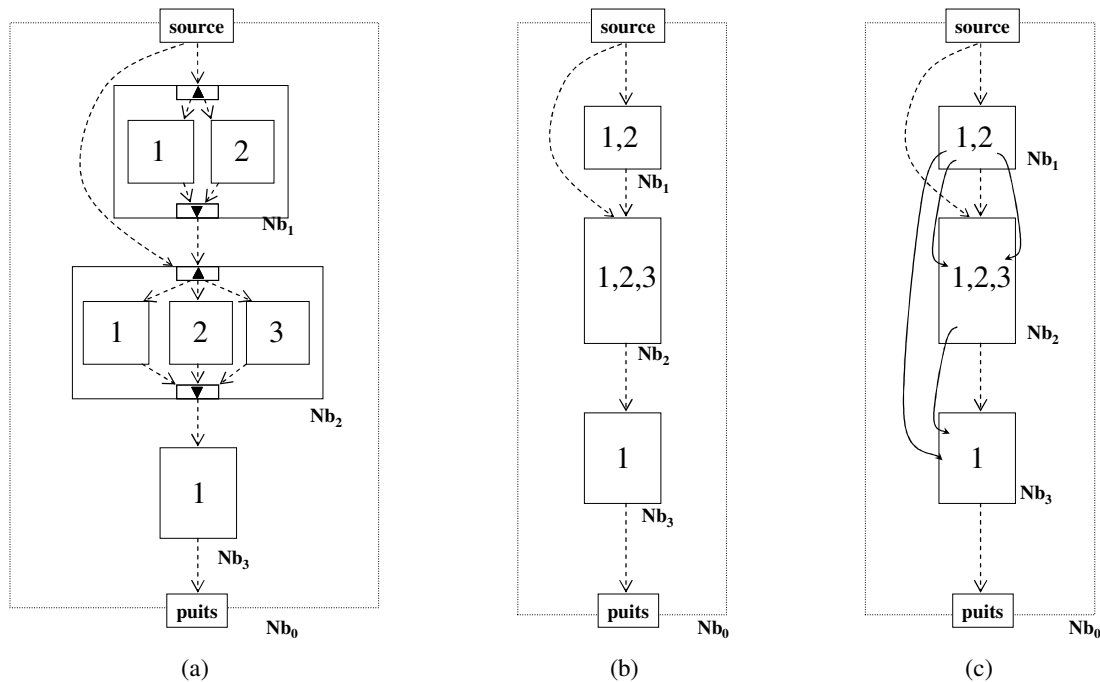 source
1 2
Nb1
1 2 3
Nb2
1
Nb3
puits
Nb0
(a)
source
1,2
Nb1
1,2,3
Nb2
1
Nb3
puits
Nb0
(b)
source
1,2
Nb1
1,2,3
Nb2
1
Nb3
puits
Nb0
(c)